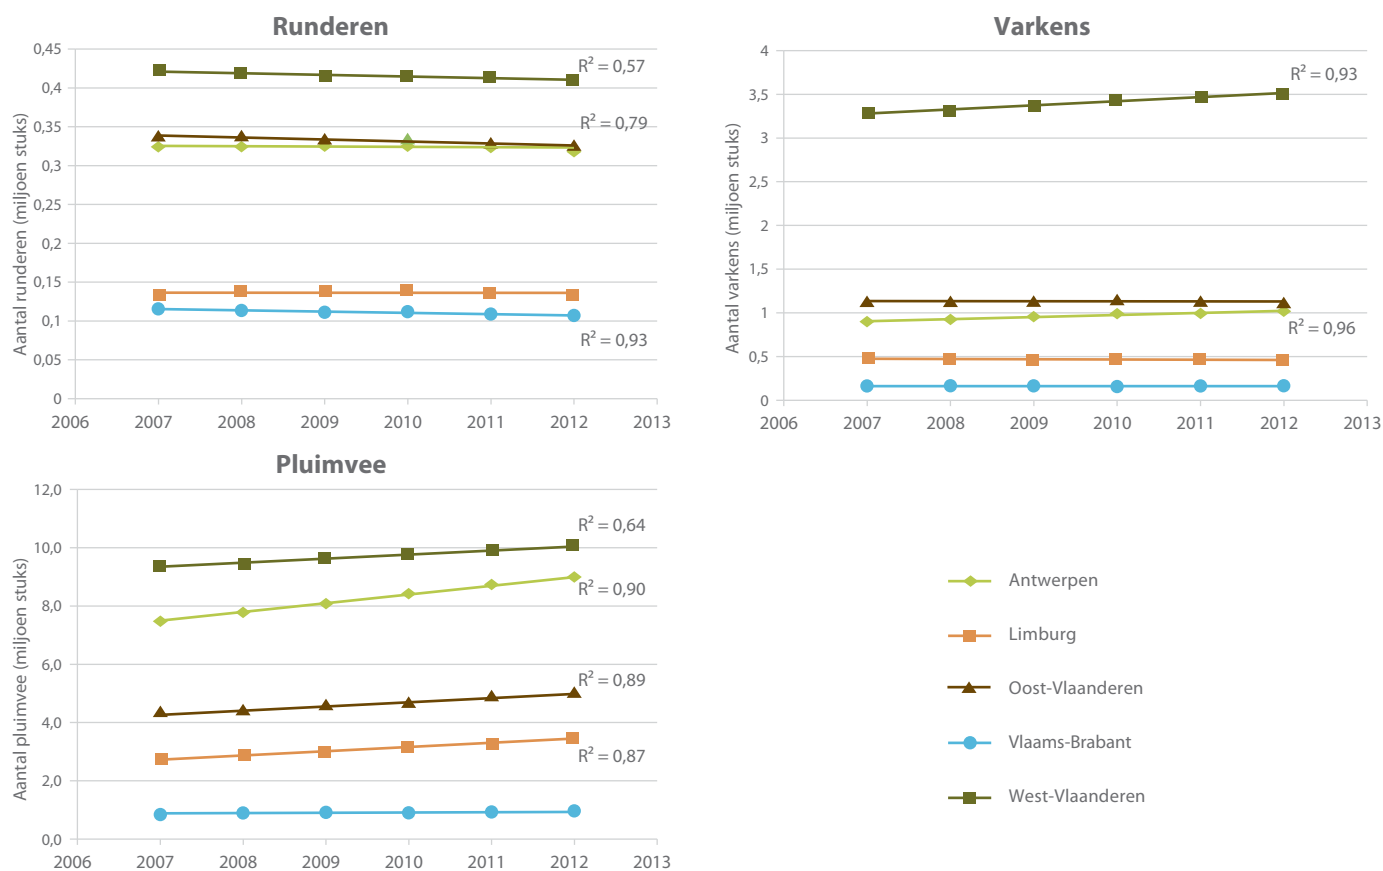 Runderen
Aantal runderen (miljoen stuks)
0,45
0,4
0,35
0,3
0,25
0,2
0,15
0,1
0,05
0
R² = 0,57
R² = 0,79
R² = 0,93
2006 2007 2008 2009 2010 2011 2012 2013
Varkens
Aantal varkens (miljoen stuks)
4
3,5
3
2,5
2
1,5
1
0,5
0
R² = 0,93
R² = 0,96
2006 2007 2008 2009 2010 2011 2012 2013
Pluimvee
Aantal pluimvee (miljoen stuks)
12,0
10,0
8,0
6,0
4,0
2,0
0,0
R² = 0,64
R² = 0,90
R² = 0,89
R² = 0,87
2006 2007 2008 2009 2010 2011 2012 2013
Antwerpen
Limburg
Oost-Vlaanderen
Vlaams-Brabant
West-Vlaanderen